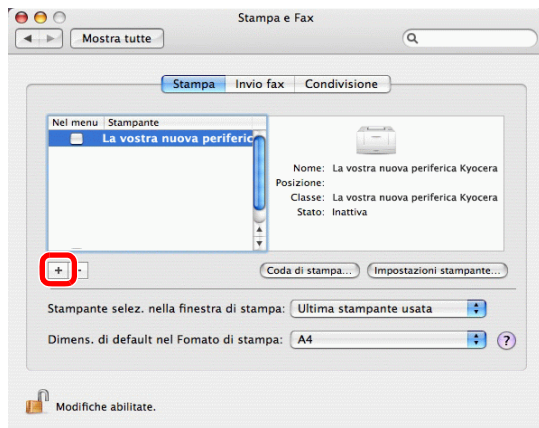 Stampa e Fax
Mostra tutte
Stampa Invio fax Condivisione
Nel menu Stampante
La vostra nuova periferic
Nome: La vostra nuova periferica Kyocera
Posizione:
Classe: La vostra nuova periferica Kyocera
Stato: Inattiva
+ -
Coda di stampa... Impostazioni stampante...
Stampante selez. nella finestra di stampa: Ultima stampante usata
Dimens. di default nel Fomato di stampa: A4 ?
Modifiche abilitate.